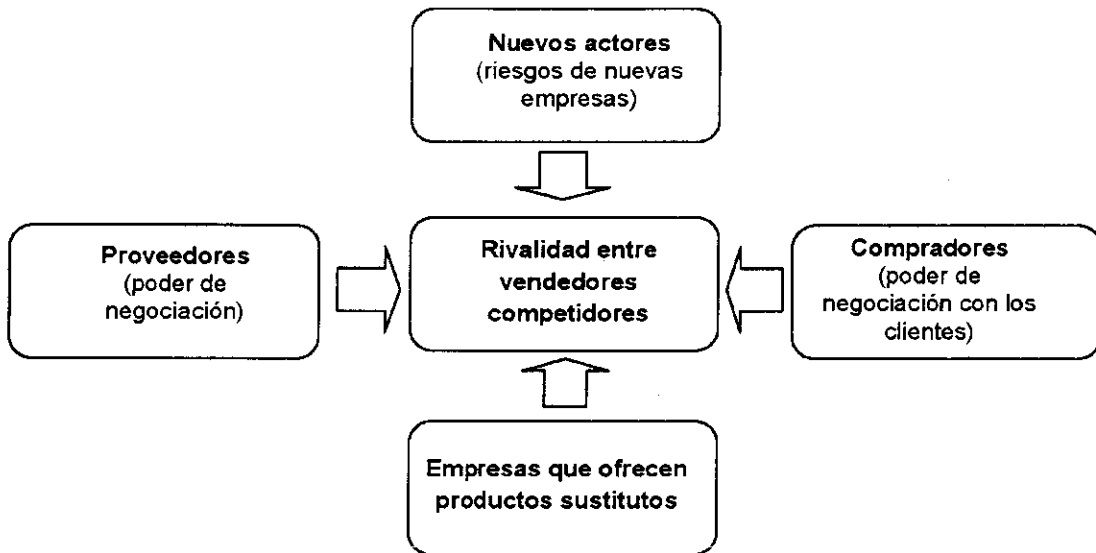 Nuevos actores
(riesgos de nuevas
empresas)
Proveedores
(poder de
negociación)
Rivalidad entre
vendedores
competidores
Compradores
(poder de
negociación con los
clientes)
Empresas que ofrecen
productos sustitutos